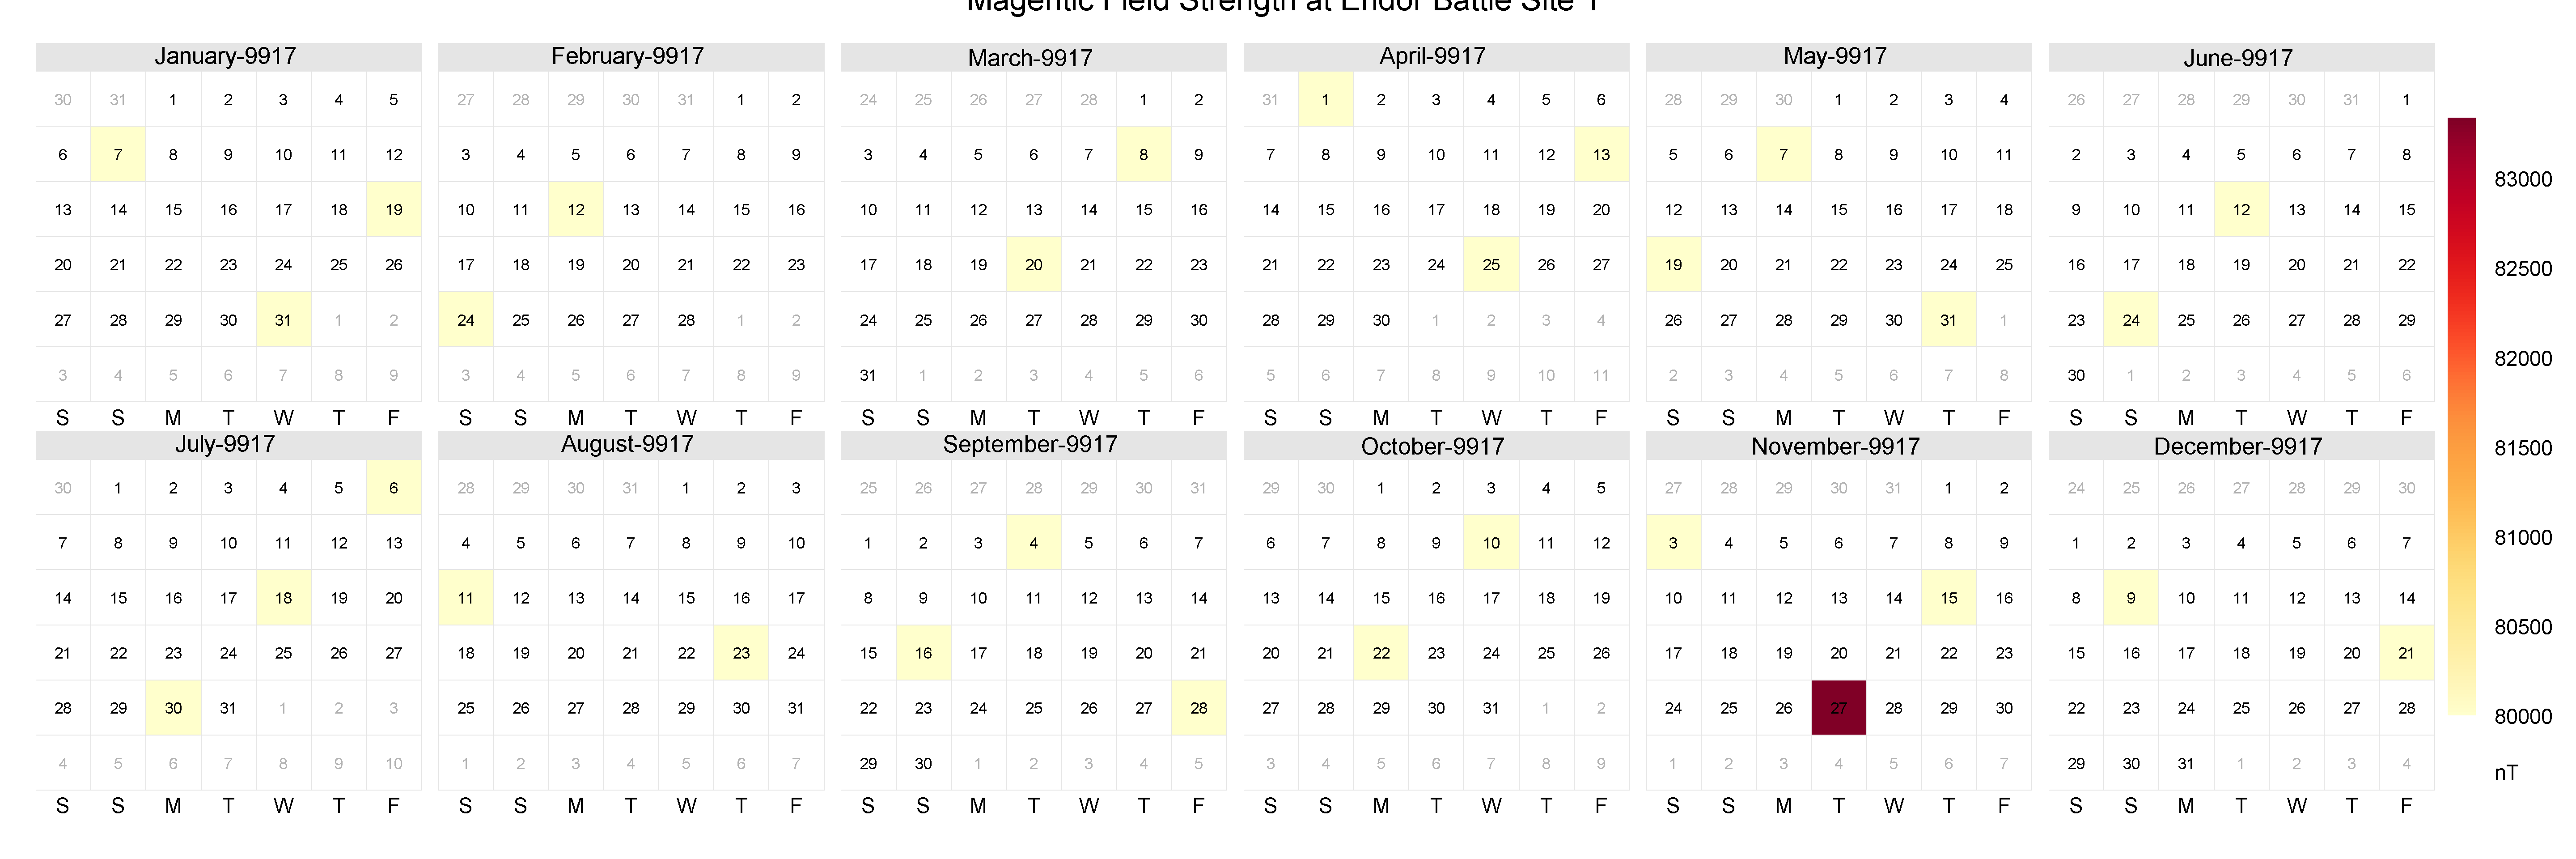 Magentic Field Strength at Endor Battle Site 1
January-9917
30 31 1 2 3 4 5
6 7 8 9 10 11 12
13 14 15 16 17 18 19
20 21 22 23 24 25 26
27 28 29 30 31 1 2
3 4 5 6 7 8 9
S S M T W T F
February-9917
27 28 29 30 31 1 2
3 4 5 6 7 8 9
10 11 12 13 14 15 16
17 18 19 20 21 22 23
24 25 26 27 28 1 2
3 4 5 6 7 8 9
S S M T W T F
March-9917
24 25 26 27 28 1 2
3 4 5 6 7 8 9
10 11 12 13 14 15 16
17 18 19 20 21 22 23
24 25 26 27 28 29 30
31 1 2 3 4 5 6
S S M T W T F
April-9917
31 1 2 3 4 5 6
7 8 9 10 11 12 13
14 15 16 17 18 19 20
21 22 23 24 25 26 27
28 29 30 1 2 3 4
5 6 7 8 9 10 11
S S M T W T F
May-9917
28 29 30 1 2 3 4
5 6 7 8 9 10 11
12 13 14 15 16 17 18
19 20 21 22 23 24 25
26 27 28 29 30 31 1
2 3 4 5 6 7 8
S S M T W T F
June-9917
26 27 28 29 30 31 1
2 3 4 5 6 7 8
9 10 11 12 13 14 15
16 17 18 19 20 21 22
23 24 25 26 27 28 29
30 1 2 3 4 5 6
S S M T W T F
July-9917
30 1 2 3 4 5 6
7 8 9 10 11 12 13
14 15 16 17 18 19 20
21 22 23 24 25 26 27
28 29 30 31 1 2 3
4 5 6 7 8 9 10
S S M T W T F
August-9917
28 29 30 31 1 2 3
4 5 6 7 8 9 10
11 12 13 14 15 16 17
18 19 20 21 22 23 24
25 26 27 28 29 30 31
1 2 3 4 5 6 7
S S M T W T F
September-9917
25 26 27 28 29 30 31
1 2 3 4 5 6 7
8 9 10 11 12 13 14
15 16 17 18 19 20 21
22 23 24 25 26 27 28
29 30 1 2 3 4 5
S S M T W T F
October-9917
29 30 1 2 3 4 5
6 7 8 9 10 11 12
13 14 15 16 17 18 19
20 21 22 23 24 25 26
27 28 29 30 31 1 2
3 4 5 6 7 8 9
S S M T W T F
November-9917
27 28 29 30 31 1 2
3 4 5 6 7 8 9
10 11 12 13 14 15 16
17 18 19 20 21 22 23
24 25 26 27 28 29 30
1 2 3 4 5 6 7
S S M T W T F
December-9917
24 25 26 27 28 29 30
1 2 3 4 5 6 7
8 9 10 11 12 13 14
15 16 17 18 19 20 21
22 23 24 25 26 27 28
29 30 31 1 2 3 4
S S M T W T F
83000
82500
82000
81500
81000
80500
80000
nT